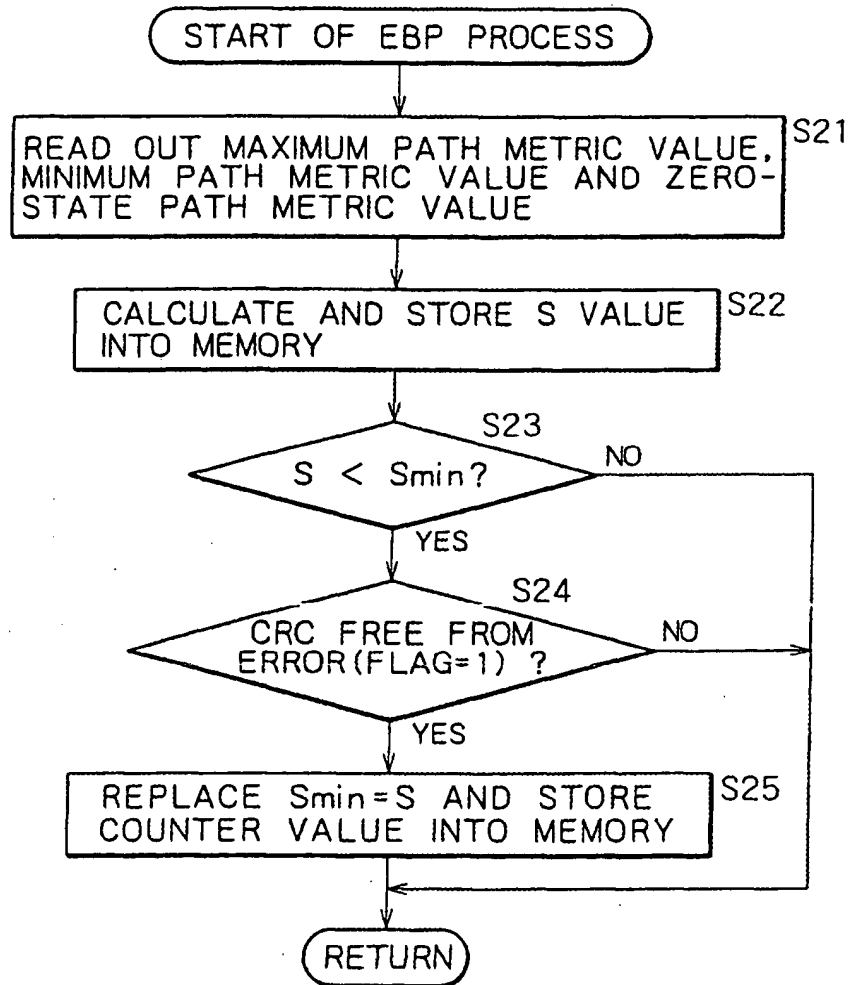 START OF EBP PROCESS
S21
READ OUT MAXIMUM PATH METRIC VALUE,
MINIMUM PATH METRIC VALUE AND ZERO-
STATE PATH METRIC VALUE
S22
CALCULATE AND STORE S VALUE
INTO MEMORY
S23
S < Smin?
NO
YES
S24
CRC FREE FROM
ERROR(FLAG=1) ?
NO
YES
S25
REPLACE Smin=S AND STORE
COUNTER VALUE INTO MEMORY
RETURN